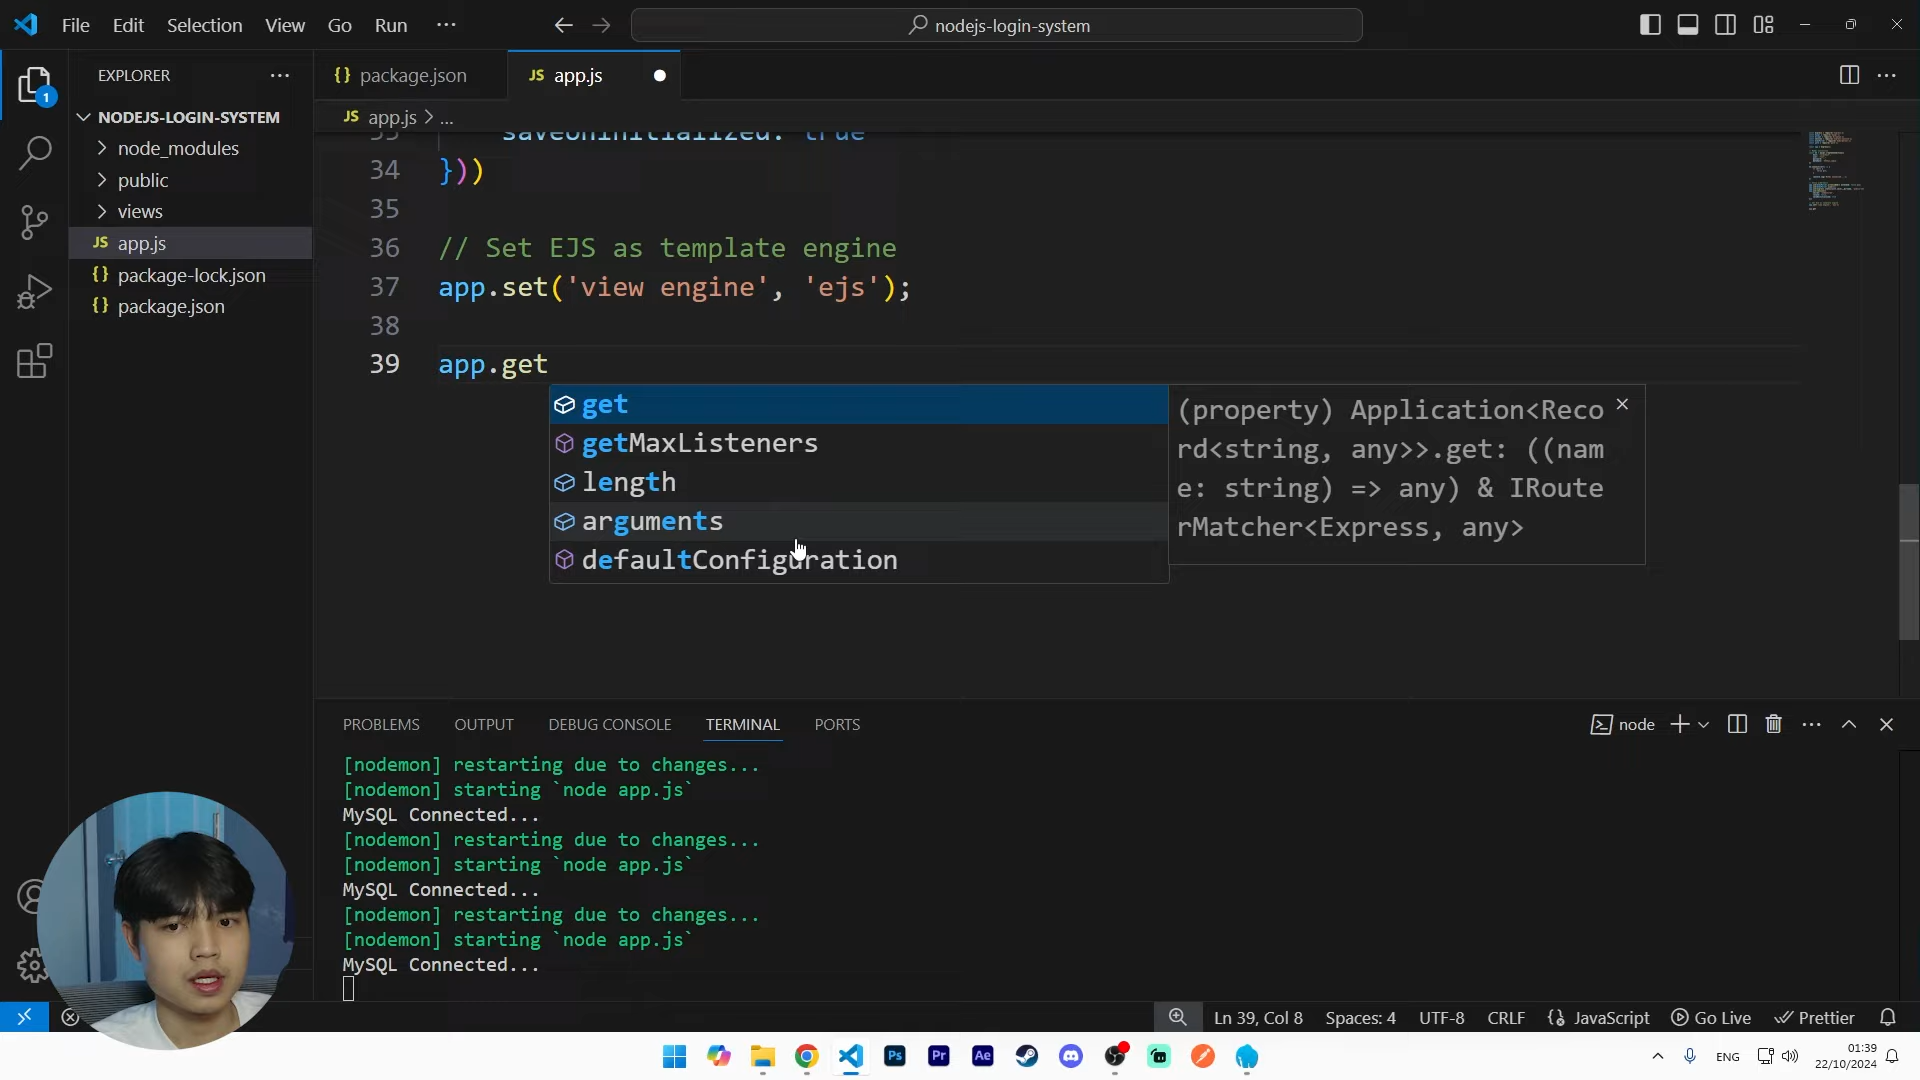 File Edit Selection View Go Run
nodejs-login-system
EXPLORER
NODEJS-LOGIN-SYSTEM
node_modules
public
views
JS app.js
{} package-lock.json
{} package.json
1
{} package.json
JS app.js
JS app.js > ...
34 }))
35
36 // Set EJS as template engine
37 app.set('view engine', 'ejs');
38
39 app.get
get
getMaxListeners
length
arguments
defaultConfiguration
(property) Application<Reco
rd<string, any>>.get: ((nam
e: string) => any) & IRoute
rMatcher<Express, any>
PROBLEMS OUTPUT DEBUG CONSOLE TERMINAL PORTS
node
[nodemon] restarting due to changes...
[nodemon] starting `node app.js`
MySQL Connected...
[nodemon] restarting due to changes...
[nodemon] starting `node app.js`
MySQL Connected...
[nodemon] restarting due to changes...
[nodemon] starting `node app.js`
MySQL Connected...
Ln 39, Col 8 Spaces: 4 UTF-8 CRLF {} JavaScript Go Live Prettier
Ps Pr Ae
ENG
01:39
22/10/2024